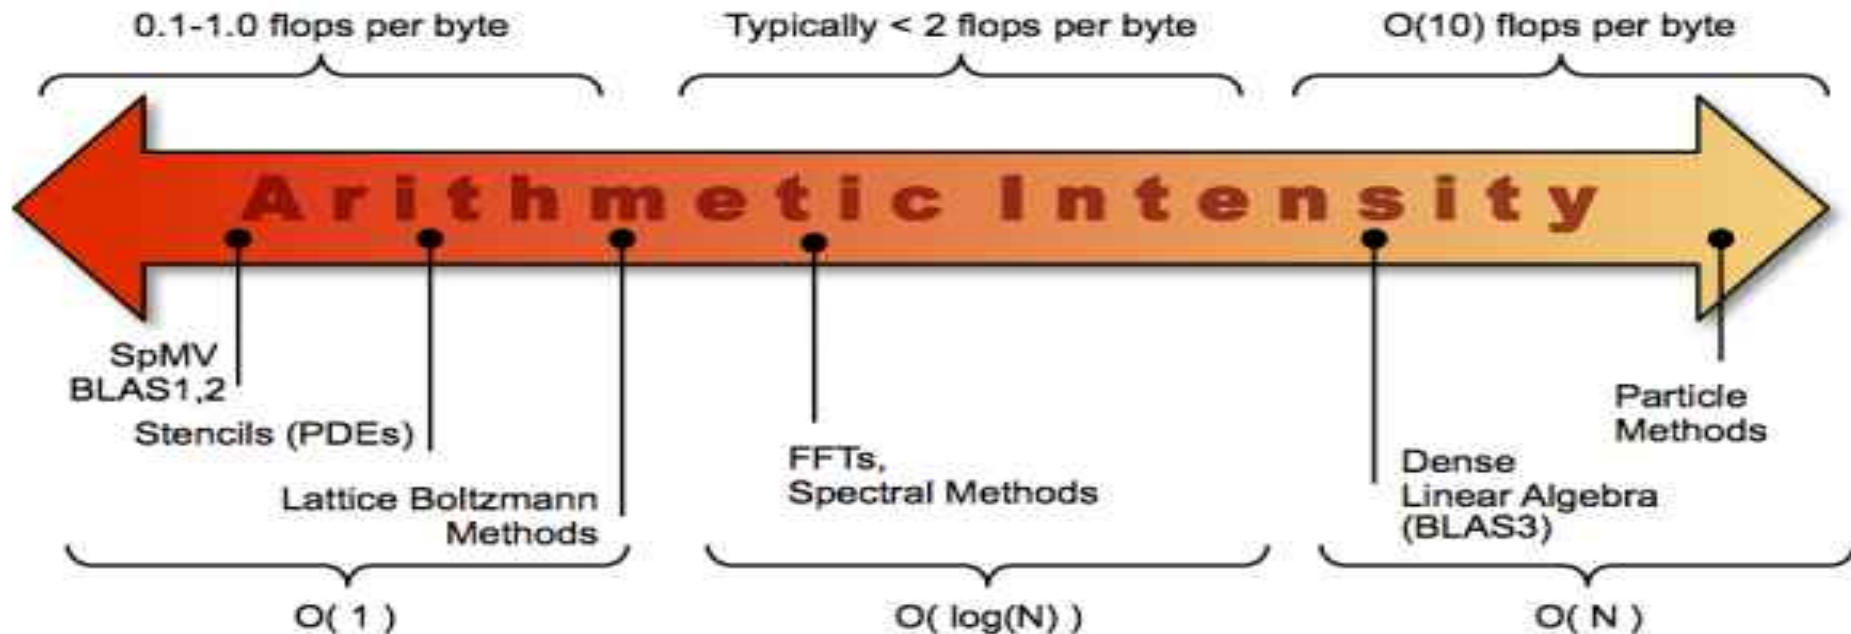 0.1-1.0 flops per byte
Typically < 2 flops per byte
O(10) flops per byte
Arithmetic Intensity
SpMV
BLAS1,2
Stencils (PDEs)
Lattice Boltzmann
Methods
FFTs,
Spectral Methods
Dense
Linear Algebra
(BLAS3)
Particle
Methods
O( 1 )
O( log(N) )
O( N )